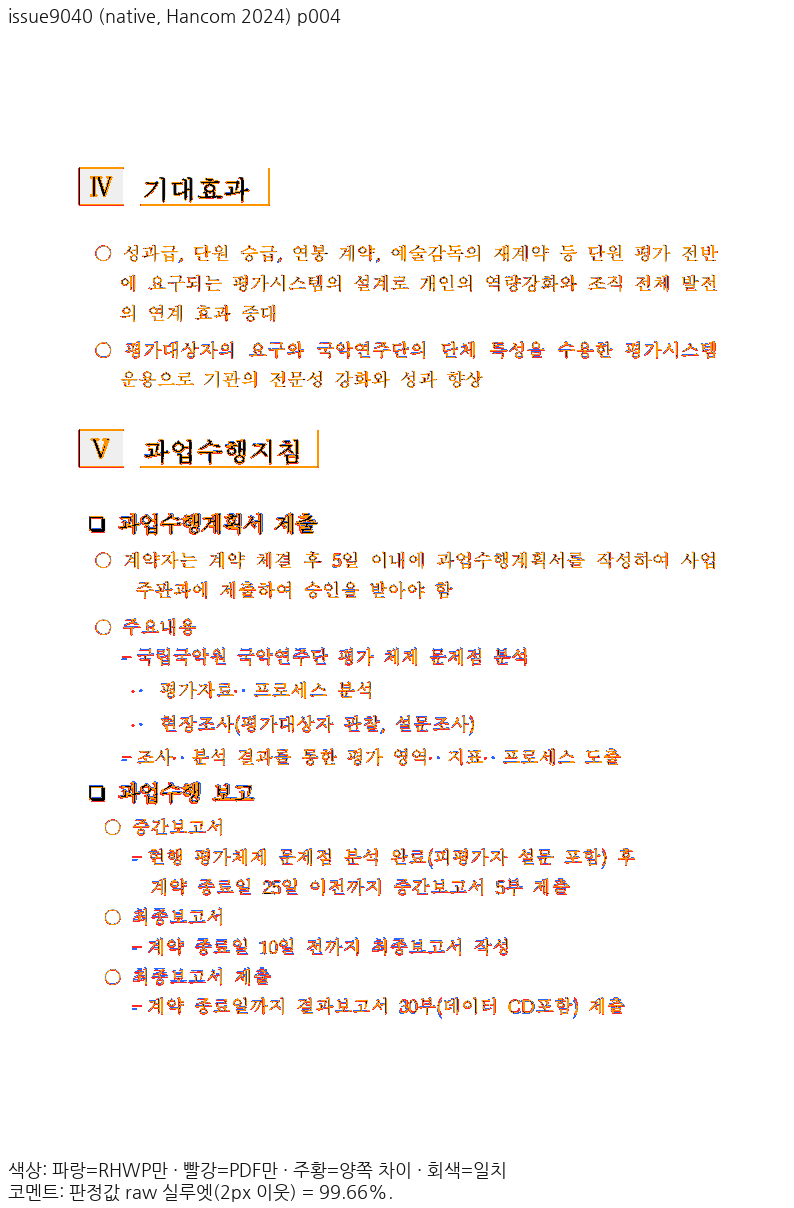 issue9040 (native, Hancom 2024) p004
Ⅳ 기대효과
○ 성과급, 단원 승급, 연봉 계약, 예술감독의 재계약 등 단원 평가 전반
에 요구되는 평가시스템의 설계로 개인의 역량강화와 조직 전체 발전
의 연계 효과 증대
○ 평가대상자의 요구와 국악연주단의 단체 특성을 수용한 평가시스템
운용으로 기관의 전문성 강화와 성과 향상
Ⅴ 과업수행지침
❑ 과업수행계획서 제출
○ 계약자는 계약 체결 후 5일 이내에 과업수행계획서를 작성하여 사업
주관과에 제출하여 승인을 받아야 함
○ 주요내용
- 국립국악원 국악연주단 평가 체제 문제점 분석
·· 평가자료·· 프로세스 분석
·· 현장조사(평가대상자 관찰, 설문조사)
- 조사·· 분석 결과를 통한 평가 영역·· 지표·· 프로세스 도출
❑ 과업수행 보고
○ 중간보고서
- 현행 평가체제 문제점 분석 완료(피평가자 설문 포함) 후
계약 종료일 25일 이전까지 중간보고서 5부 제출
○ 최종보고서
- 계약 종료일 10일 전까지 최종보고서 작성
○ 최종보고서 제출
- 계약 종료일까지 결과보고서 30부(데이터 CD포함) 제출
색상: 파랑=RHWP만 · 빨강=PDF만 · 주황=양쪽 차이 · 회색=일치
코멘트: 판정값 raw 실루엣(2px 이웃) = 99.66%.